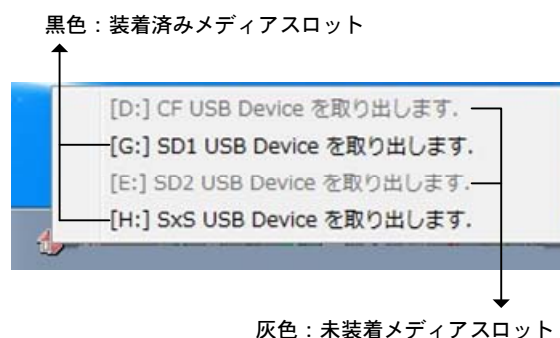 黒色：装着済みメディアスロット
[D:] CF USB Device を取り出します.
[G:] SD1 USB Device を取り出します.
[E:] SD2 USB Device を取り出します.
[H:] SxS USB Device を取り出します.
灰色：未装着メディアスロット